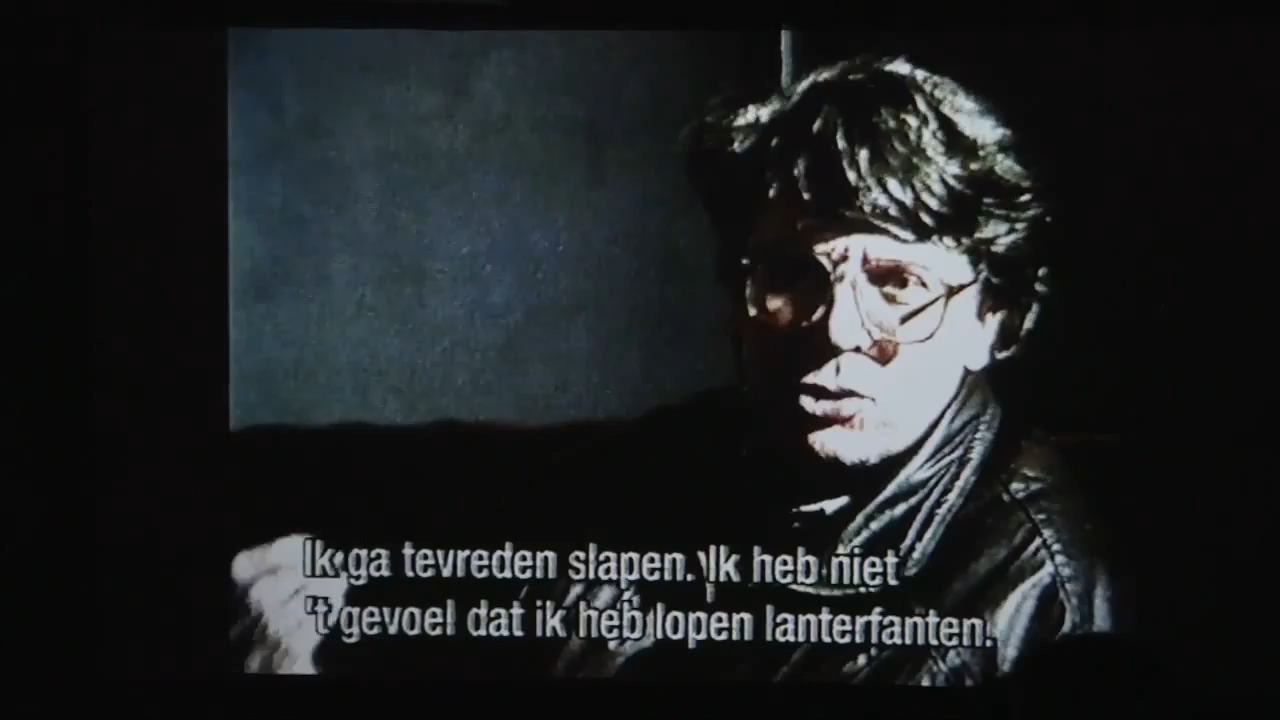 Ik ga tevreden slapen. Ik heb niet
't gevoel dat ik heb lopen lanterfanten.